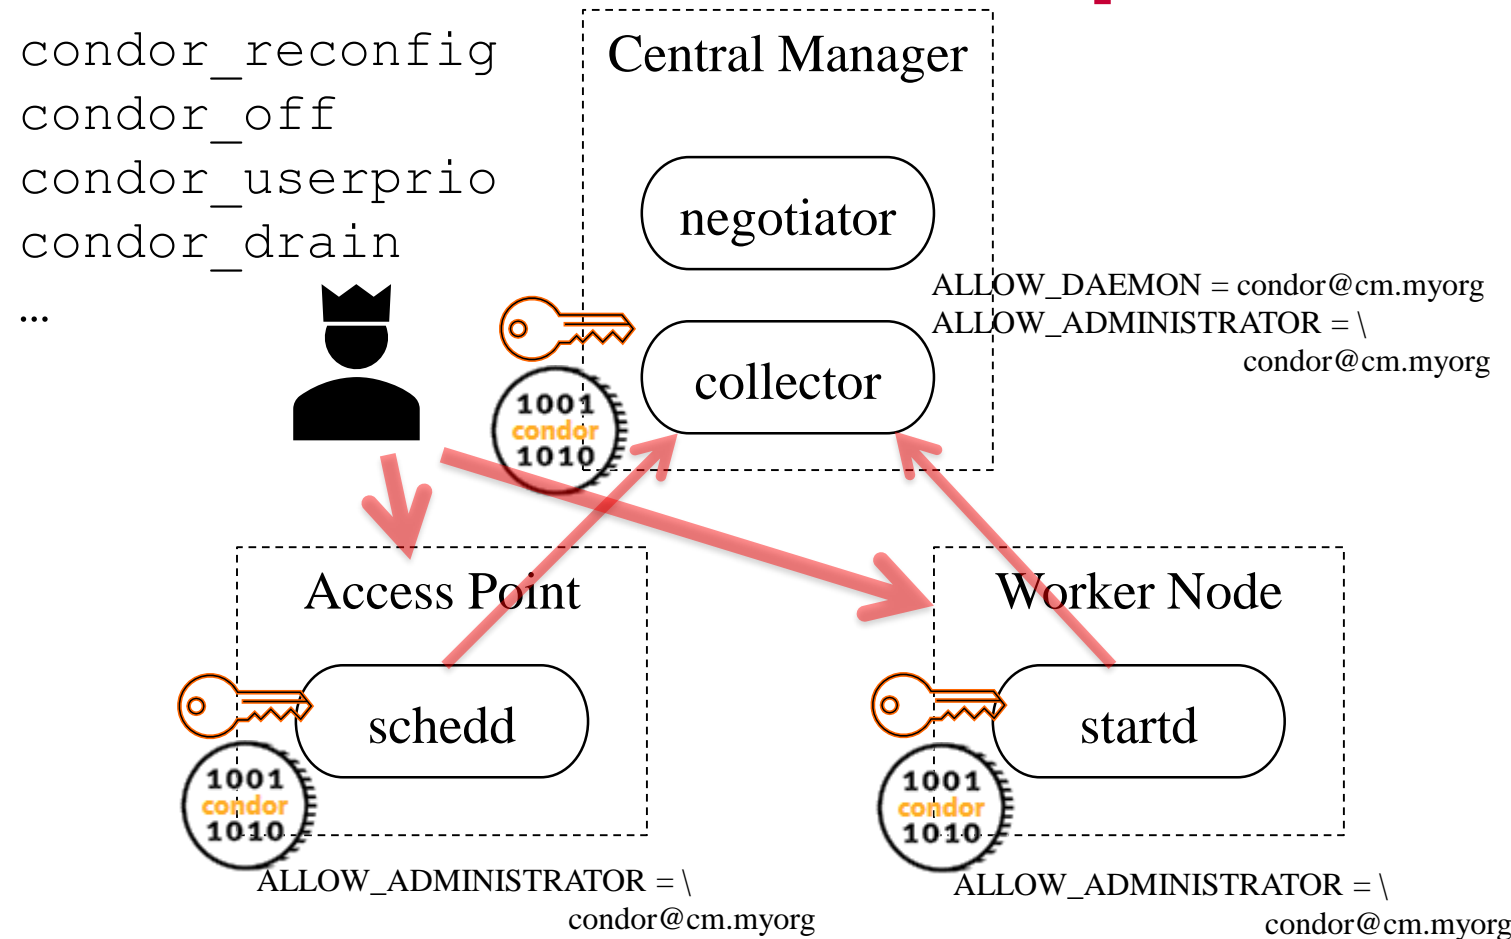 condor_reconfig
condor_off
condor_userprio
condor_drain
...
Central Manager
negotiator
ALLOW_DAEMON = condor@cm.myorg
ALLOW_ADMINISTRATOR = \
condor@cm.myorg
collector
1001
condor
1010
Access Point
schedd
1001
condor
1010
ALLOW_ADMINISTRATOR = \
condor@cm.myorg
Worker Node
startd
1001
condor
1010
ALLOW_ADMINISTRATOR = \
condor@cm.myorg